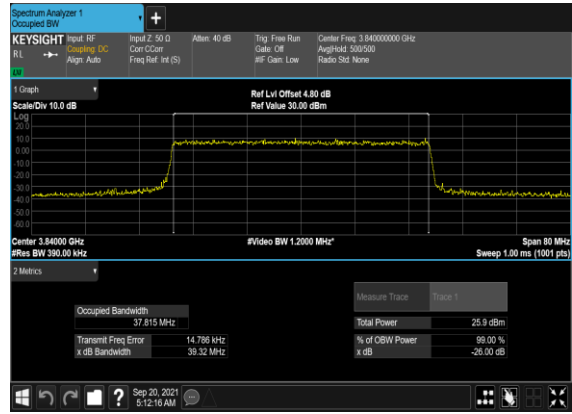 Spectrum Analyzer 1
Occupied BW
KEYSIGHT Input: RF Input Z: 50 Ω Atten: 40 dB Trig: Free Run Center Freq: 3.840000000 GHz
RL Coupling: DC Corr CCorr Gate: Off Avg|Hold: 500/500
Align: Auto Freq Ref: Int (S) #IF Gain: Low Radio Std: None
1 Graph
Ref Lvl Offset 4.80 dB
Scale/Div 10.0 dB Ref Value 30.00 dBm
Log
20.0
10.0
0.00
-10.0
-20.0
-30.0
-40.0
-50.0
-60.0
Center 3.84000 GHz #Video BW 1.2000 MHz* Span 80 MHz
#Res BW 390.00 kHz Sweep 1.00 ms (1001 pts)
2 Metrics
Measure Trace Trace 1
Occupied Bandwidth
37.815 MHz Total Power 25.9 dBm
Transmit Freq Error 14.786 kHz % of OBW Power 99.00 %
x dB Bandwidth 39.32 MHz x dB -26.00 dB
? Sep 20, 2021
5:12:16 AM